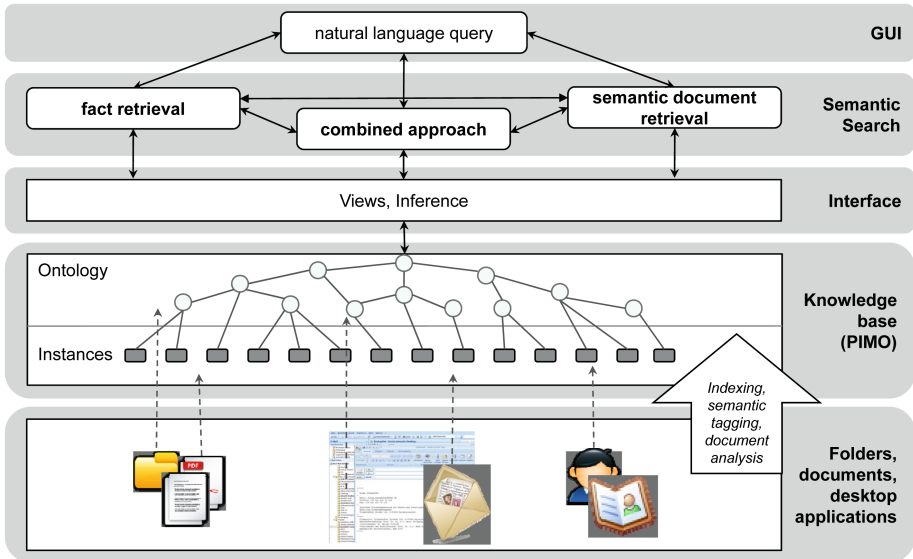 natural language query
GUI
fact retrieval
combined approach
semantic document
retrieval
Semantic
Search
Views, Inference
Interface
Ontology
Instances
Knowledge
base
(PIMO)
Indexing,
semantic
tagging,
document
analysis
PDF
Folders,
documents,
desktop
applications